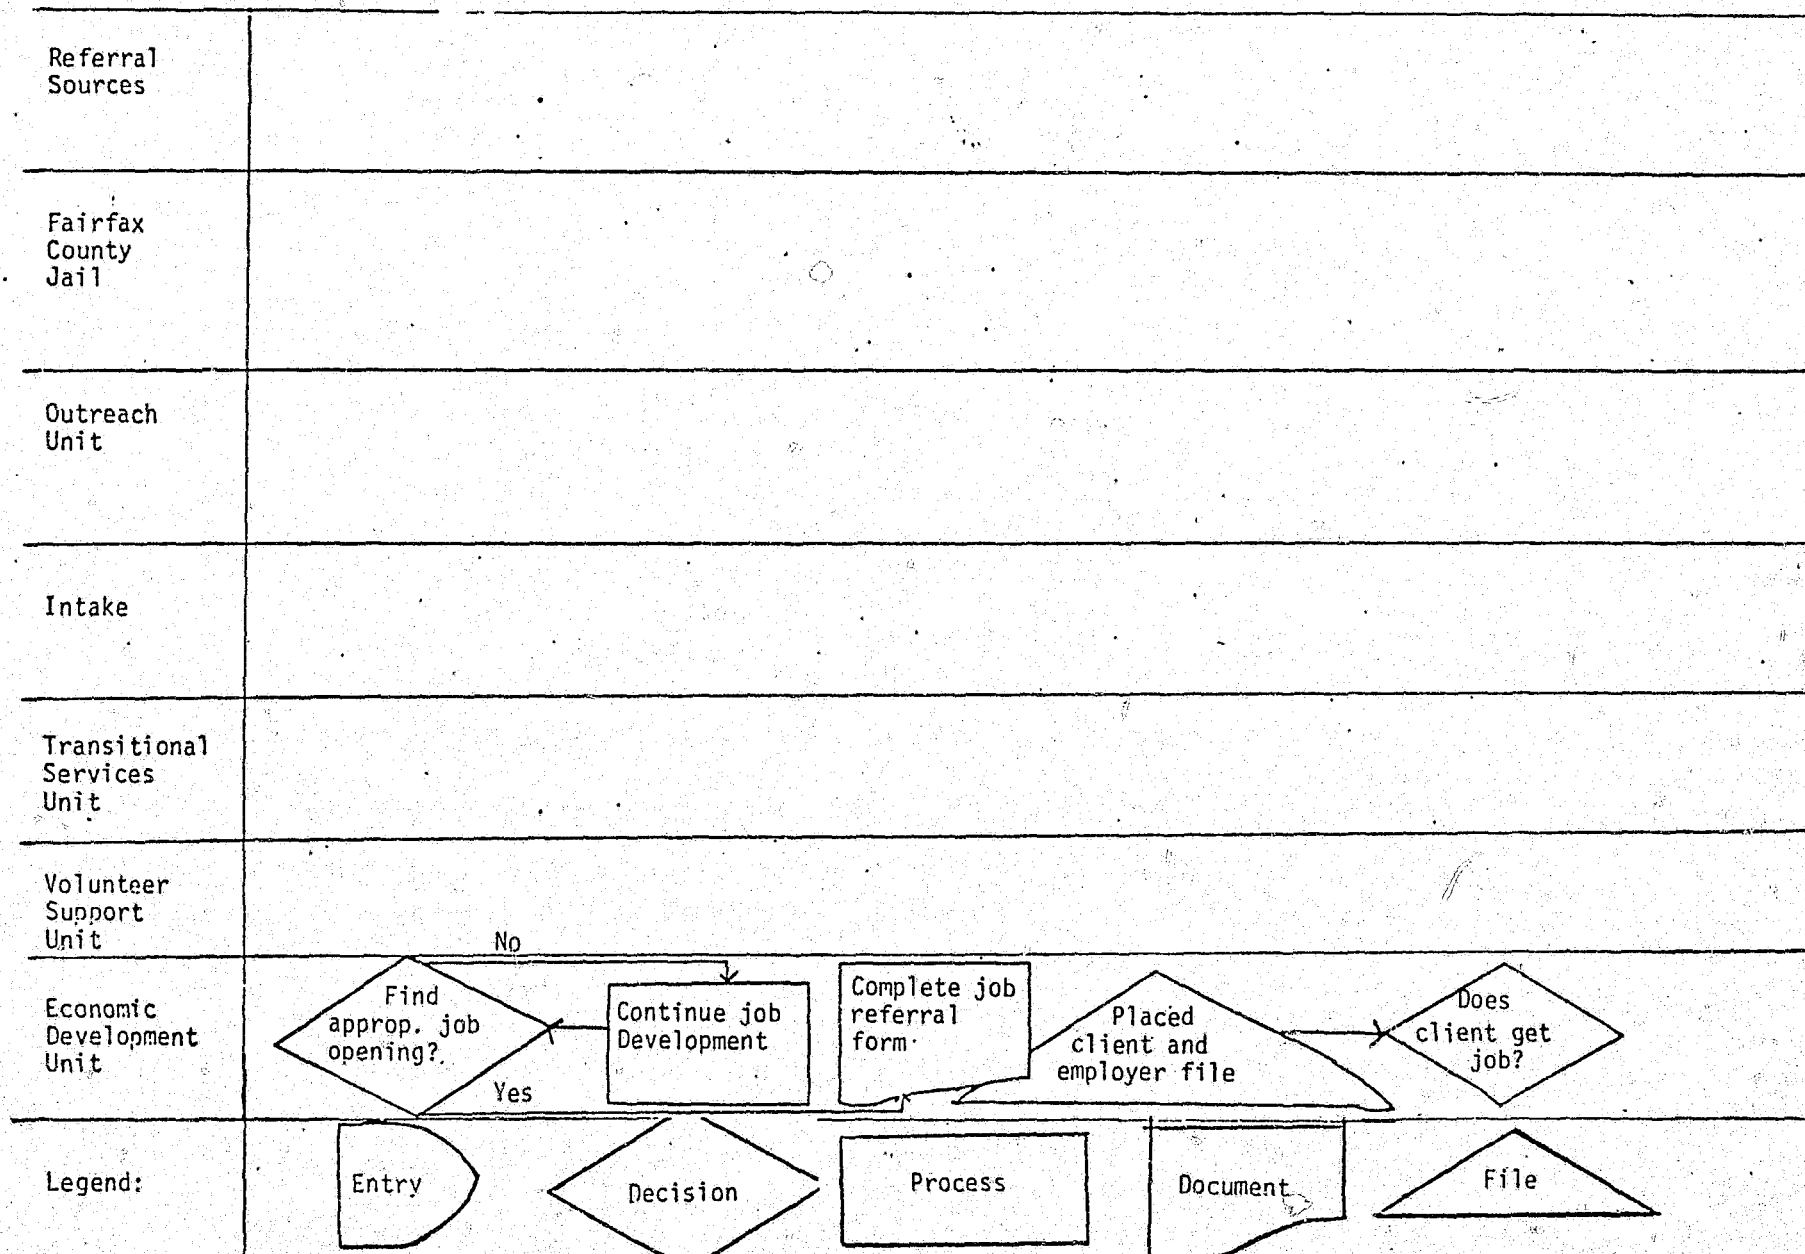 Referral
Sources
Fairfax
County
Jail
Outreach
Unit
Intake
Transitional
Services
Unit
Volunteer
Support
Unit
No
Economic
Development
Unit
Find
approp. job
opening?
Yes
Continue job
Development
Complete job
referral
form
Placed
client and
employer file
Does
client get
job?
Legend:
Entry
Decision
Process
Document
File